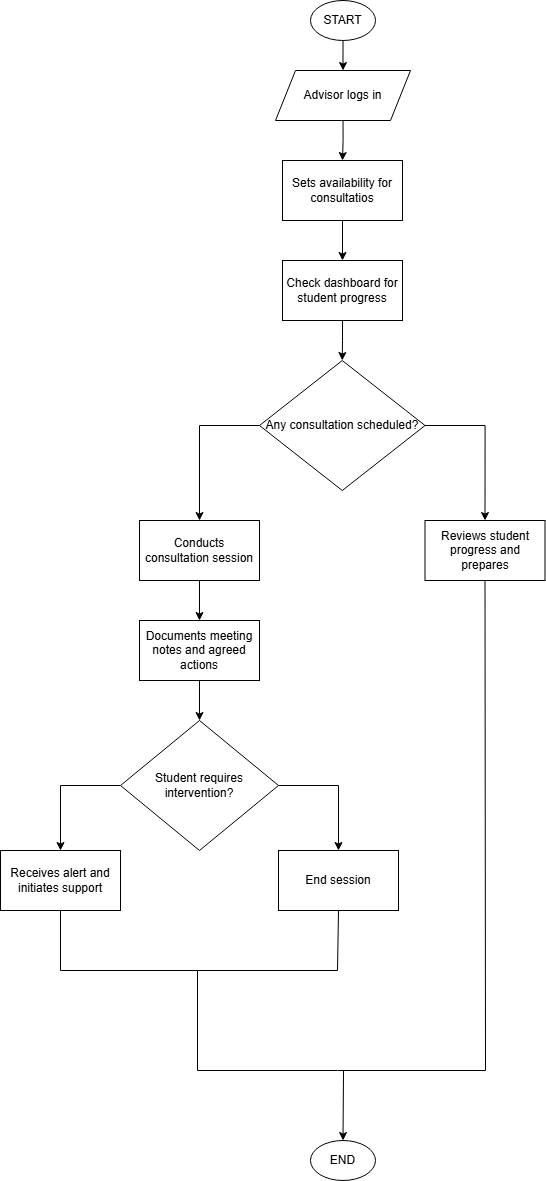 START
Advisor logs in
Sets availability for
consultatios
Check dashboard for
student progress
Any consultation scheduled?
Conducts
consultation session
Reviews student
progress and
prepares
Documents meeting
notes and agreed
actions
Student requires
intervention?
Receives alert and
initiates support
End session
END